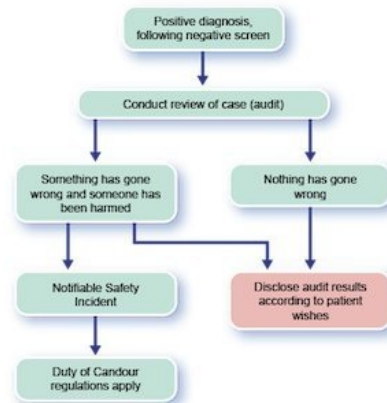 Positive diagnosis,
following negative screen
Conduct review of case (audit)
Something has gone
wrong and someone has
been harmed
Nothing has gone
wrong
Notifiable Safety
Incident
Disclose audit results
according to patient
wishes
Duty of Candour
regulations apply